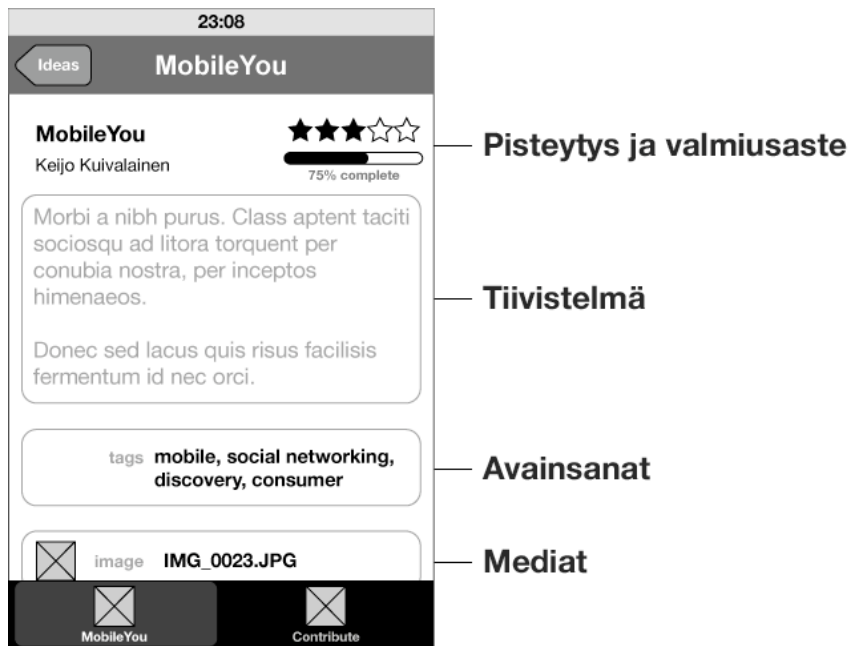 23:08
Ideas
MobileYou
MobileYou
Keijo Kuivalainen
75% complete
Pisteytys ja valmiusaste
Morbi a nibh purus. Class aptent taciti
sociosqu ad litora torquent per
conubia nostra, per inceptos
himenaeos.
Donec sed lacus quis risus facilisis
fermentum id nec orci.
Tiivistelmä
tags mobile, social networking,
discovery, consumer
Avainsanat
image IMG_0023.JPG
Mediat
MobileYou
Contribute